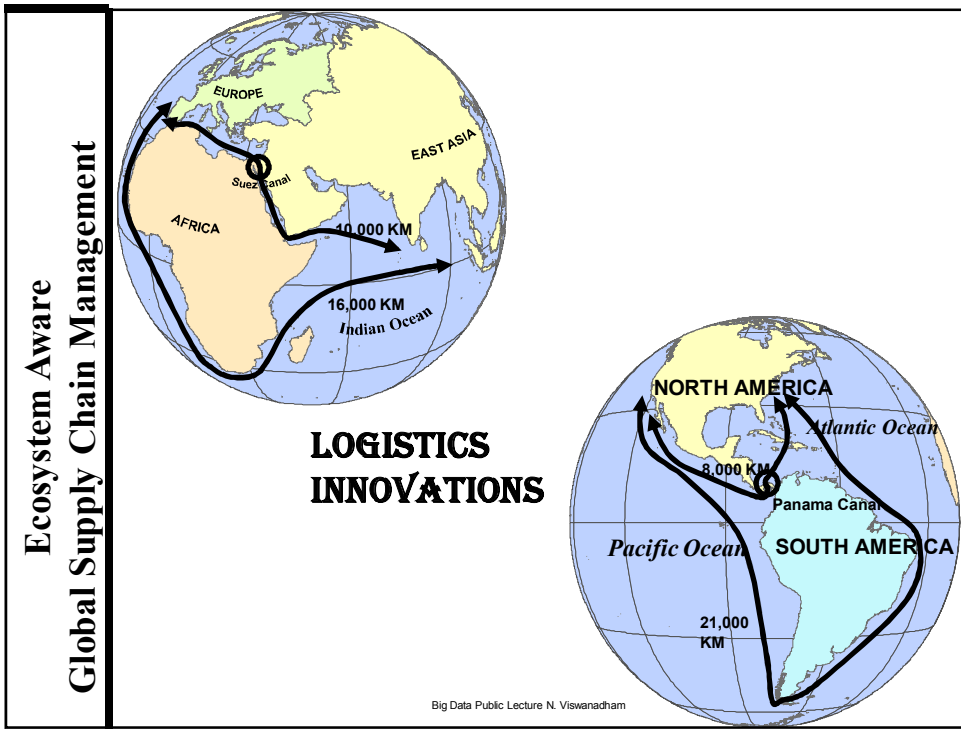 Ecosystem Aware
Global Supply Chain Management
EUROPE
EAST ASIA
Suez Canal
AFRICA
10,000 KM
16,000 KM
Indian Ocean
LOGISTICS
INNOVATIONS
NORTH AMERICA
Atlantic Ocean
8,000 KM
Panama Canal
Pacific Ocean
SOUTH AMERICA
21,000
KM
Big Data Public Lecture N. Viswanadham